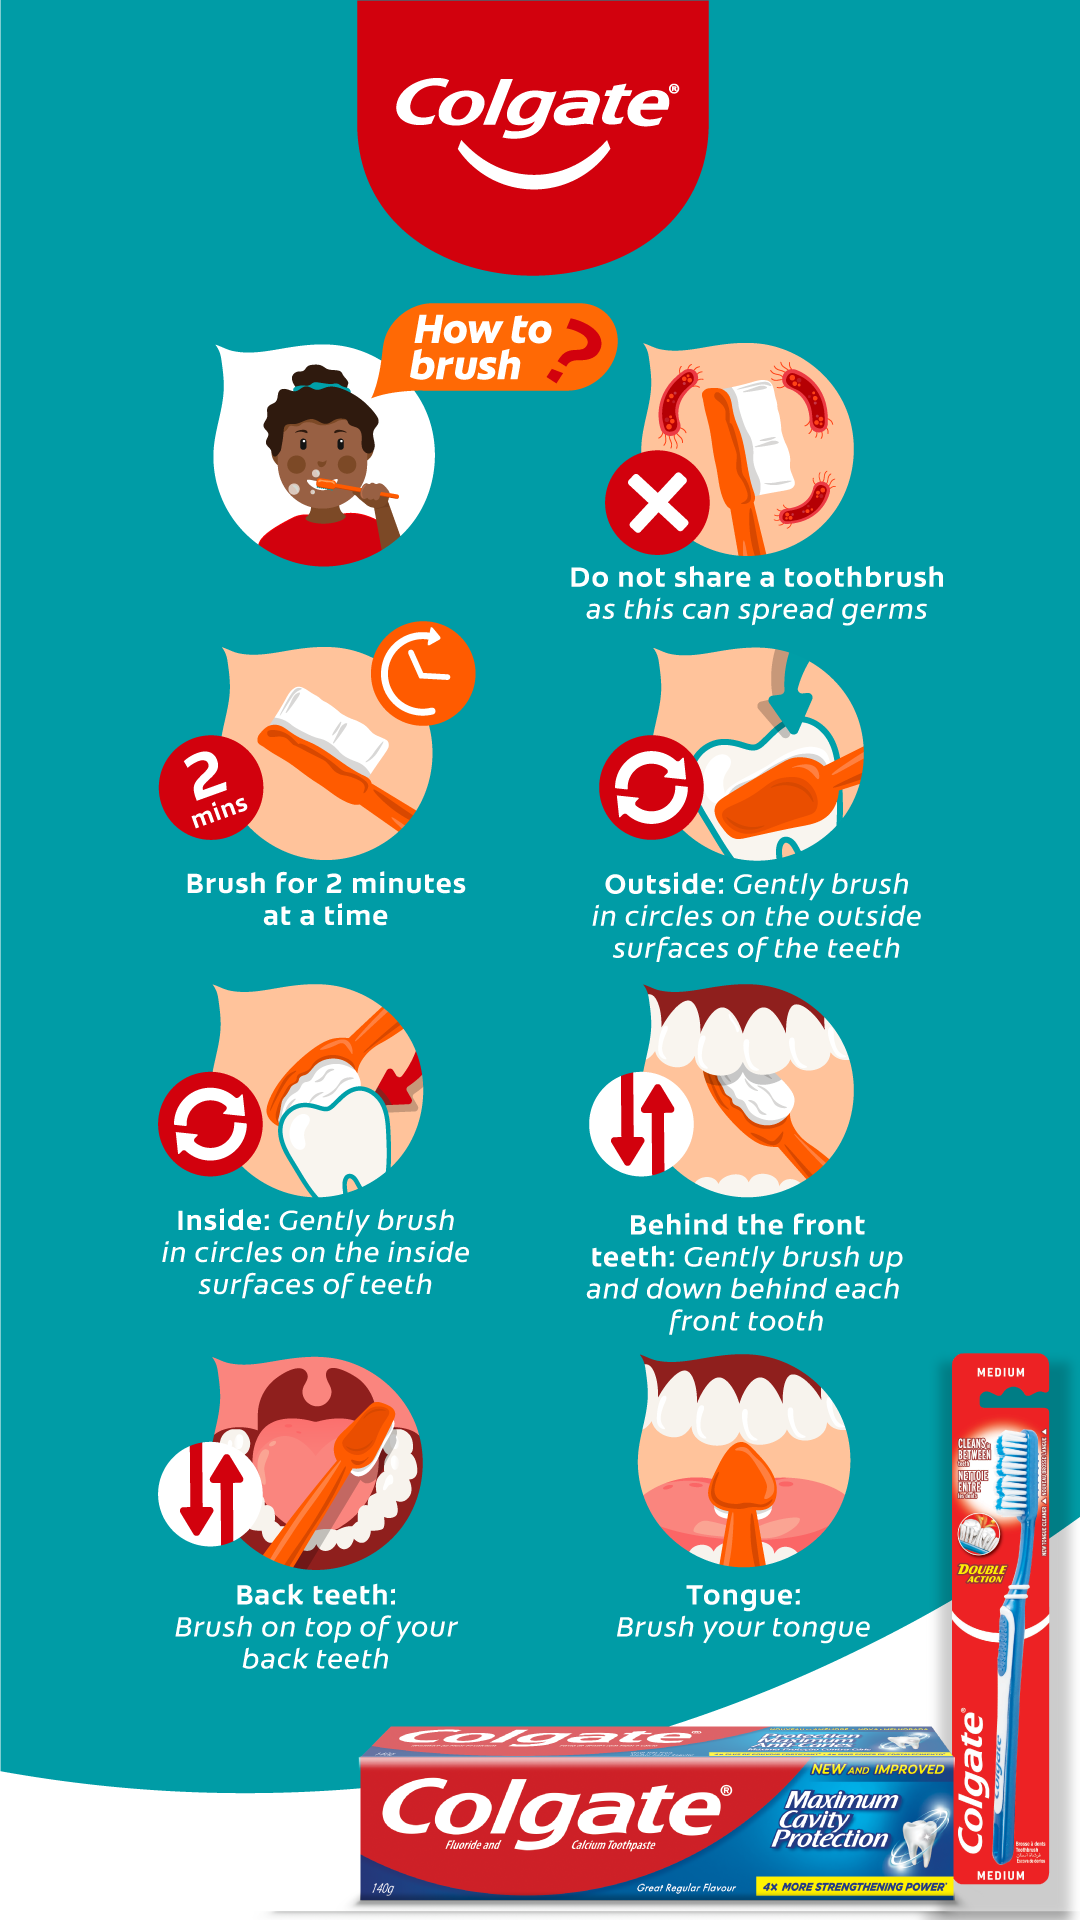 Colgate®
How to
brush ?
Do not share a toothbrush
as this can spread germs
2
mins
Brush for 2 minutes
at a time
Outside: Gently brush
in circles on the outside
surfaces of the teeth
Inside: Gently brush
in circles on the inside
surfaces of teeth
Behind the front
teeth: Gently brush up
and down behind each
front tooth
Back teeth:
Brush on top of your
back teeth
Tongue:
Brush your tongue
MEDIUM
CLEANS
BETWEEN
NETTOIE
ENTRE
DOUBLE
ACTION
Colgate®
Colgate
MEDIUM
Colgate®
Protection
Maximum
NEW AND IMPROVED
Colgate®
Fluoride and Calcium Toothpaste
Maximum
Cavity
Protection
140g
Great Regular Flavour
4X MORE STRENGTHENING POWER*